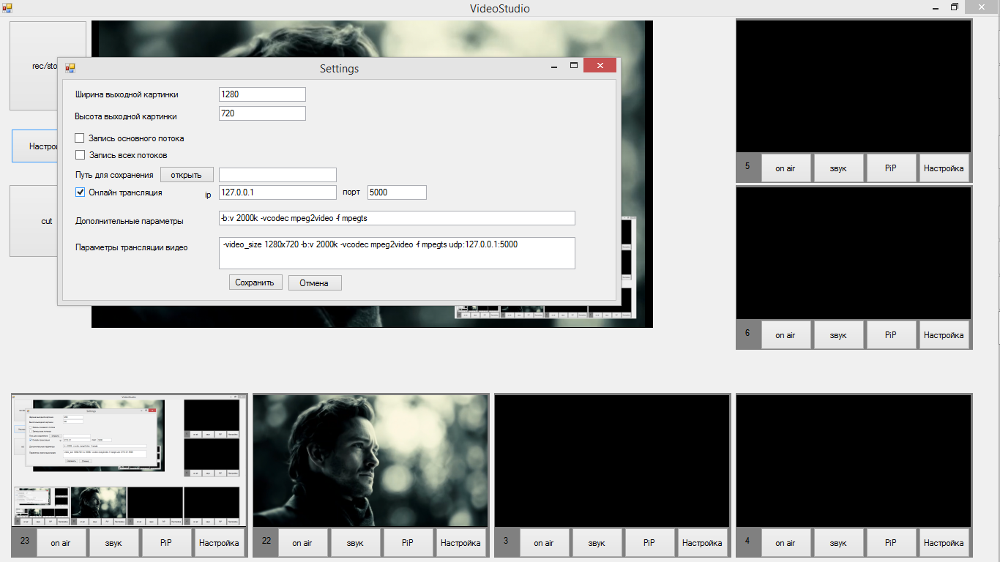 VideoStudio
rec/sto
Settings
Ширина выходной картинки 1280
Высота выходной картинки 720
Запись основного потока
Запись всех потоков
Путь для сохранения открыть
Онлайн трансляция ip 127.0.0.1 порт 5000
Дополнительные параметры -b:v 2000k -vcodec mpeg2video -f mpegts
Параметры трансляции видео -video_size 1280x720 -b:v 2000k -vcodec mpeg2video -f mpegts udp:127.0.0.1:5000
Сохранить Отмена
Настрой
cut
5 on air звук PiP Настройка
6 on air звук PiP Настройка
23 on air звук PiP Настройка
22 on air звук PiP Настройка
3 on air звук PiP Настройка
4 on air звук PiP Настройка